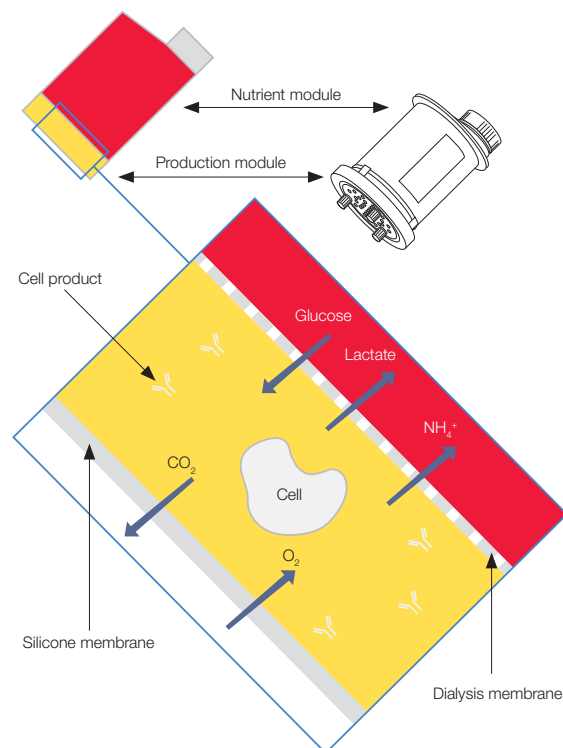 Nutrient module
Production module
Cell product
Glucose
Lactate
NH₄⁺
CO₂
Cell
O₂
Silicone membrane
Dialysis membrane